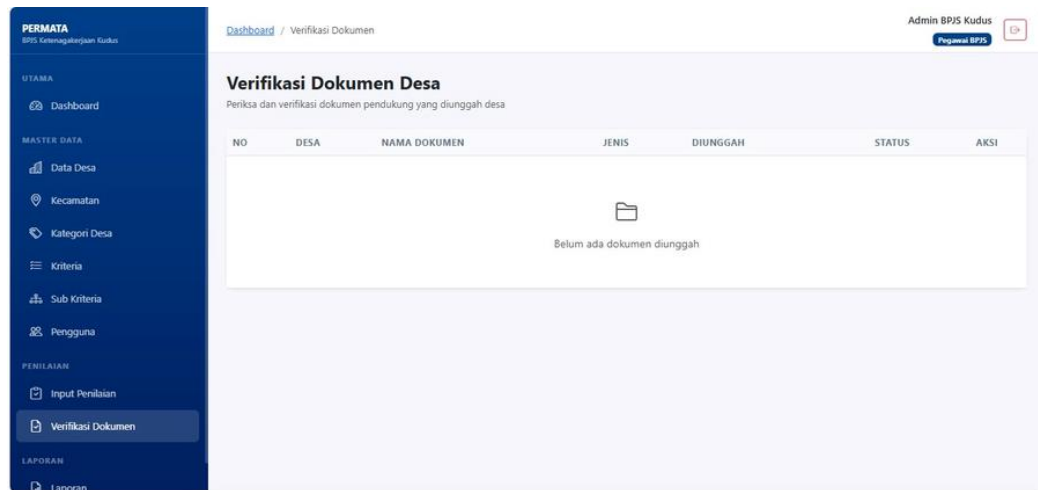 PERMATA
BPJS Ketenagakerjaan Kudus
UTAMA
Dashboard
MASTER DATA
Data Desa
Kecamatan
Kategori Desa
Kriteria
Sub Kriteria
Pengguna
PENILAIAN
Input Penilaian
Verifikasi Dokumen
LAPORAN
Laporan
Dashboard / Verifikasi Dokumen
Admin BPJS Kudus
Pegawai BPJS
Verifikasi Dokumen Desa
Periksa dan verifikasi dokumen pendukung yang diunggah desa
NO DESA NAMA DOKUMEN JENIS DIUNGGAH STATUS AKSI
Belum ada dokumen diunggah